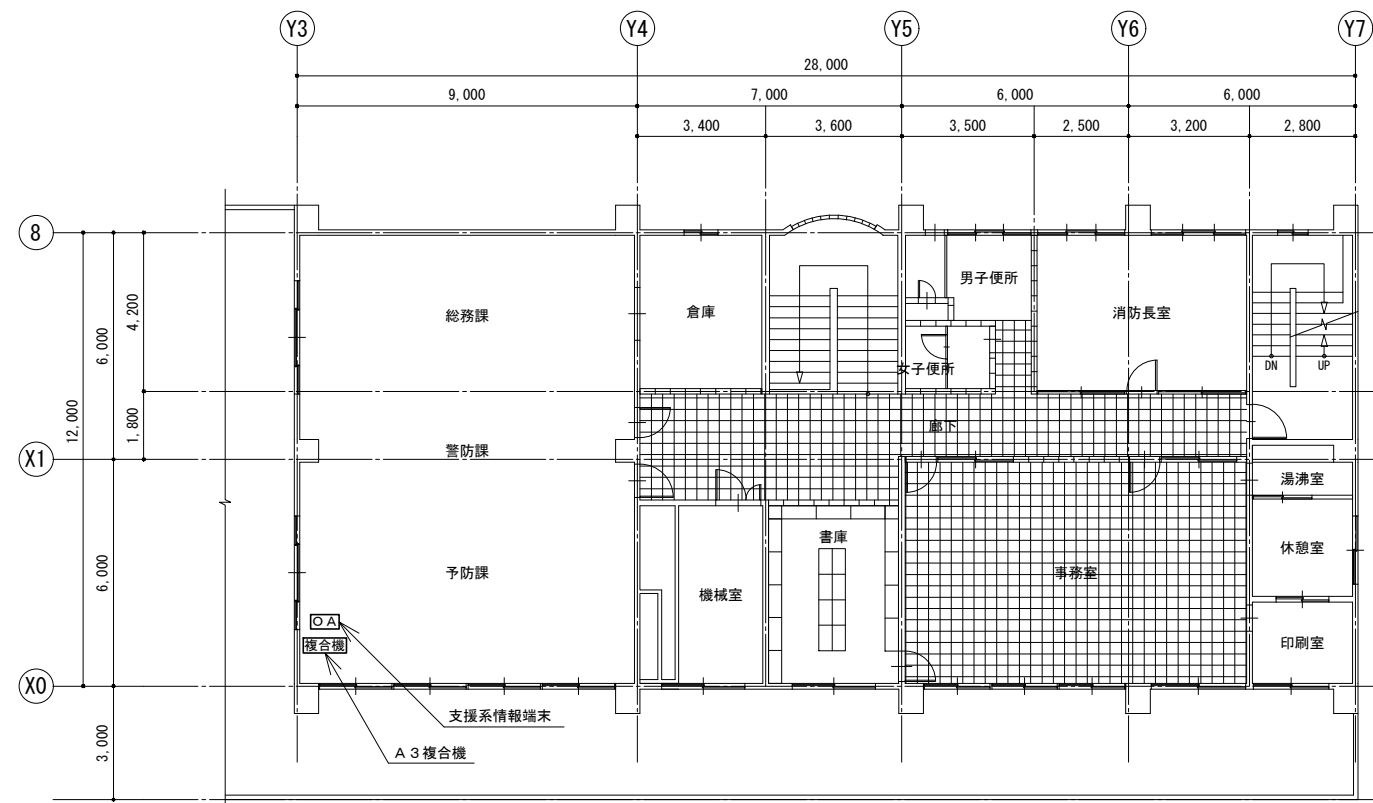 Y3
Y4
Y5
Y6
Y7
28,000
9,000
7,000
6,000
6,000
3,400
3,600
3,500
2,500
3,200
2,800
8
X1
X0
12,000
6,000
4,200
1,800
6,000
3,000
総務課
倉庫
男子便所
女子便所
消防長室
DN
UP
廊下
警防課
湯沸室
予防課
機械室
書庫
事務室
休憩室
印刷室
OA
複合機
支援系情報端末
A3複合機